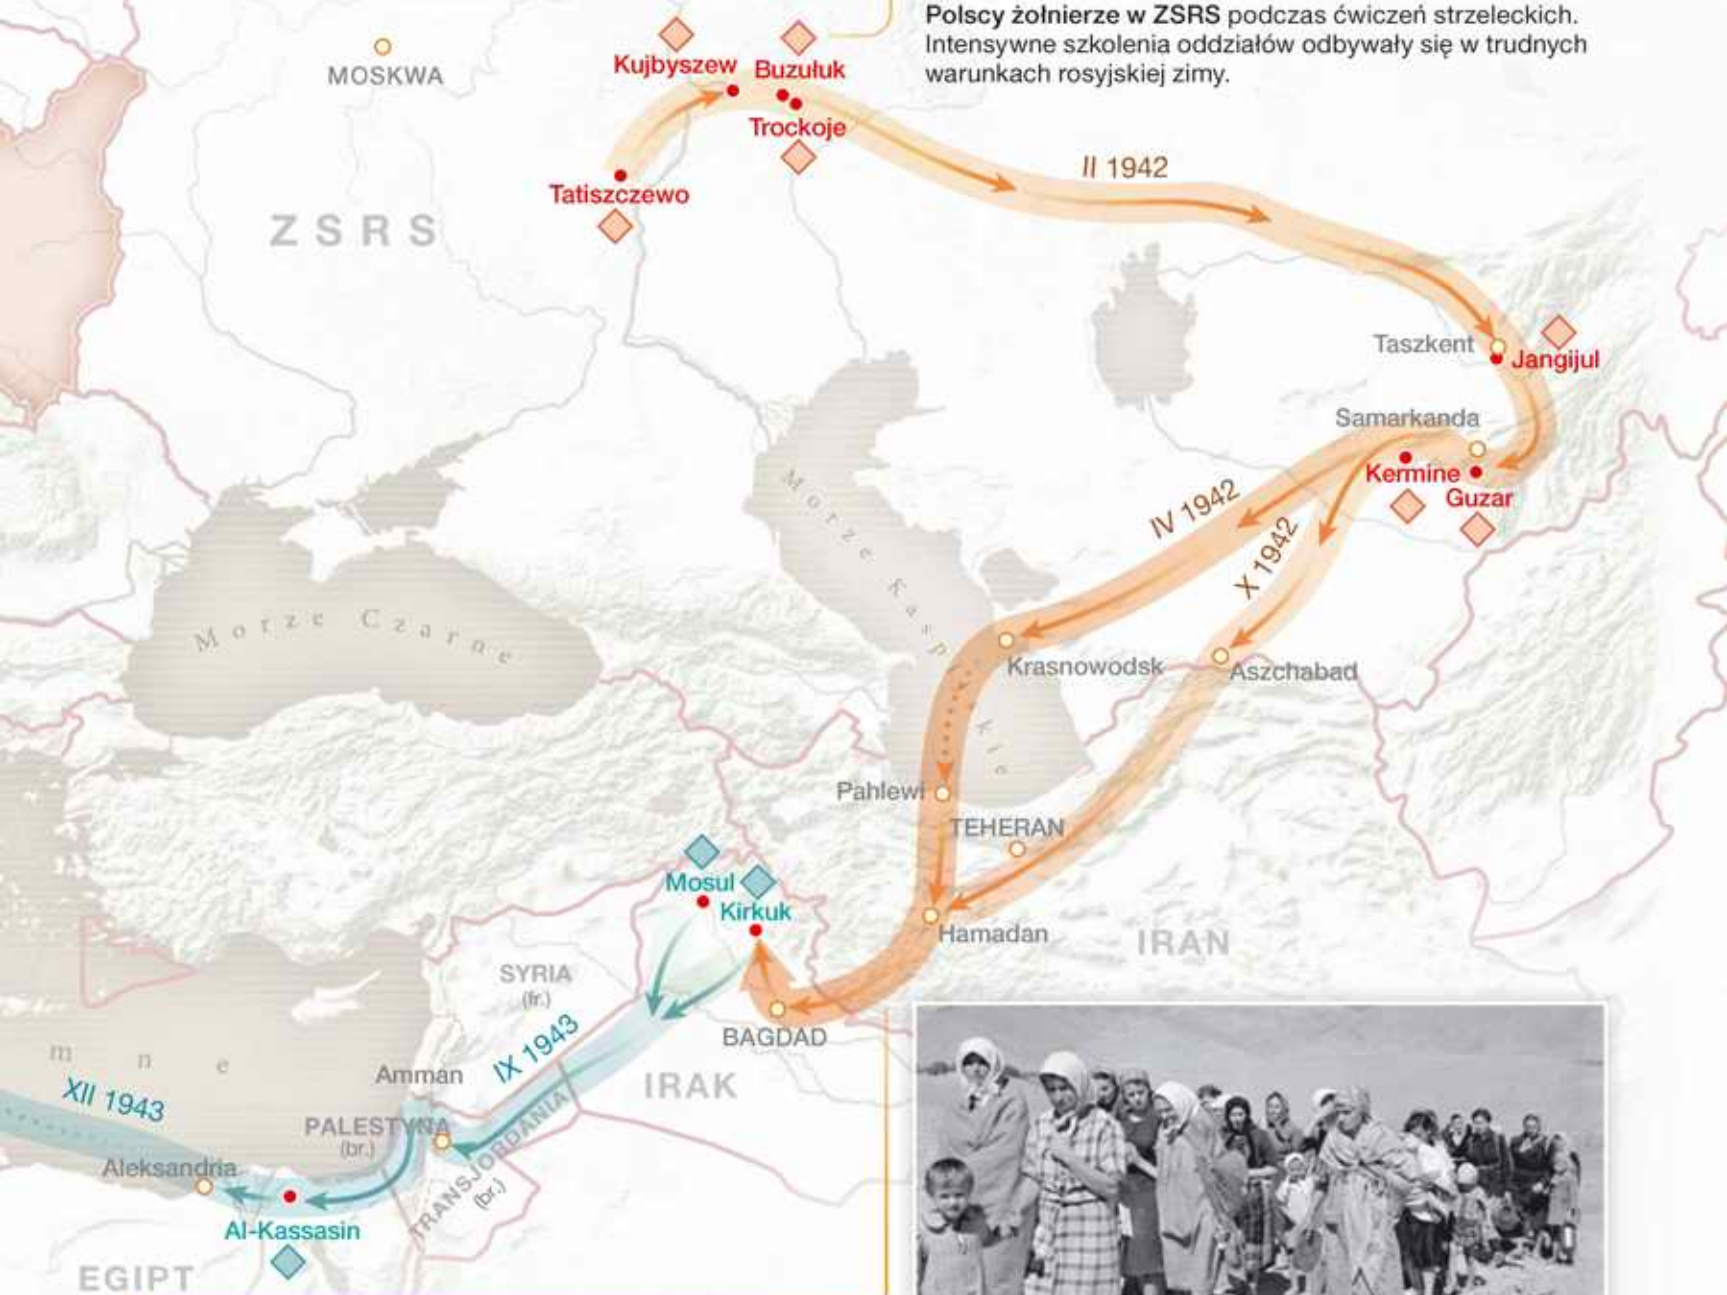 Polscy żołnierze w ZSRS podczas ćwiczeń strzeleckich.
Intensywne szkolenia oddziałów odbywały się w trudnych
warunkach rosyjskiej zimy.
MOSKWA
Kujbyszew
Buzułuk
Trockoje
Tatiszczewo
ZSRS
II 1942
Taszkent
Jangijul
Samarkanda
Kermine
Guzar
IV 1942
X 1942
Morze Kaspijskie
Morze Czarne
Krasnowodsk
Aszchabad
Pahlewi
TEHERAN
Mosul
Kirkuk
Hamadan
IRAN
SYRIA
(fr.)
BAGDAD
IX 1943
IRAK
Amman
m n e
XII 1943
PALESTYNA
(br.)
TRANSJORDANIA
(br.)
Aleksandria
Al-Kassasin
EGIPT